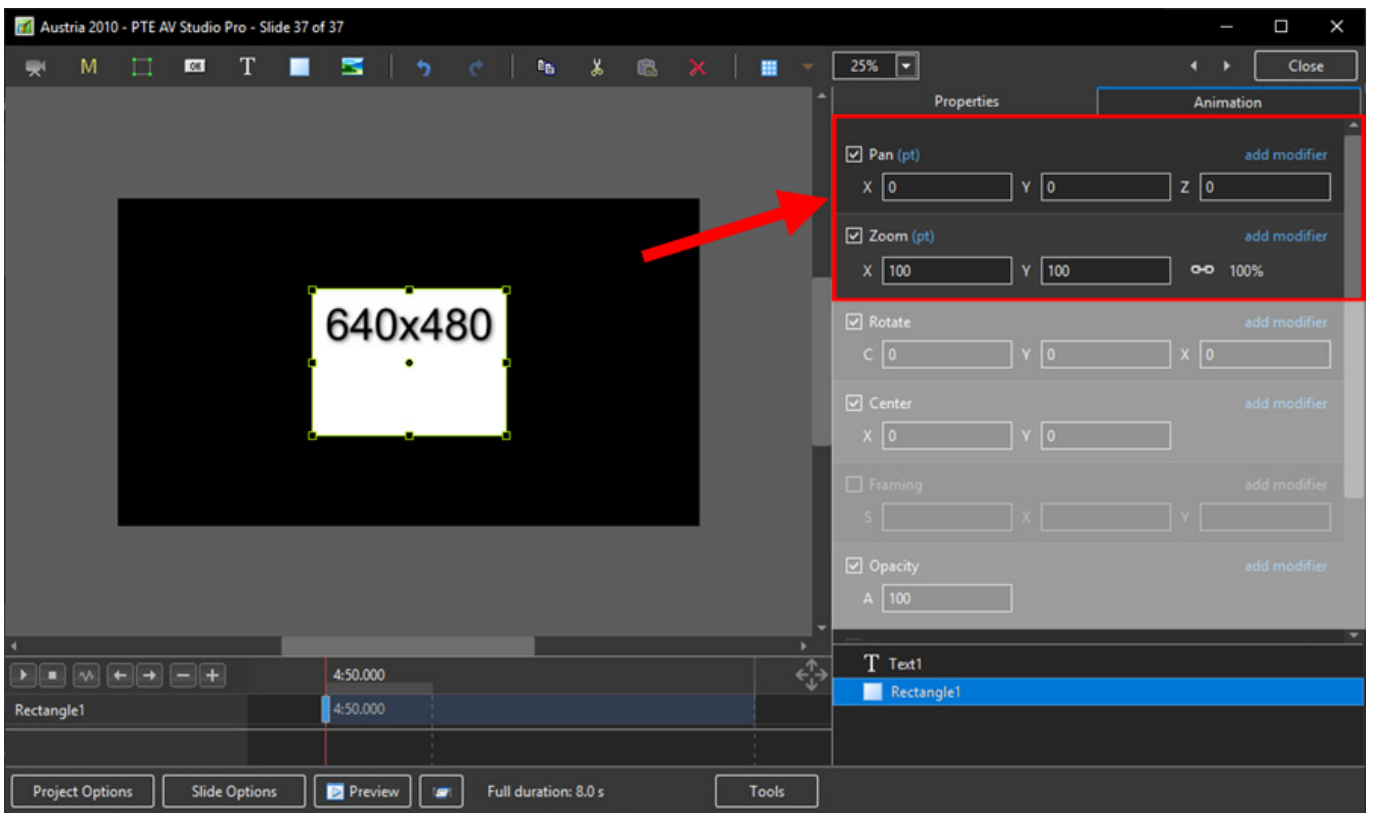 Austria 2010 - PTE AV Studio Pro - Slide 37 of 37
M OK T 25% Close
Properties Animation
Pan (pt) add modifier
X 0 Y 0 Z 0
Zoom (pt) add modifier
X 100 Y 100 100%
640x480
Rotate add modifier
C 0 Y 0 X 0
Center add modifier
X 0 Y 0
Framing add modifier
S X Y
Opacity add modifier
A 100
4:50.000
Rectangle1 4:50.000
T Text1
Rectangle1
Project Options Slide Options Preview Full duration: 8.0 s Tools